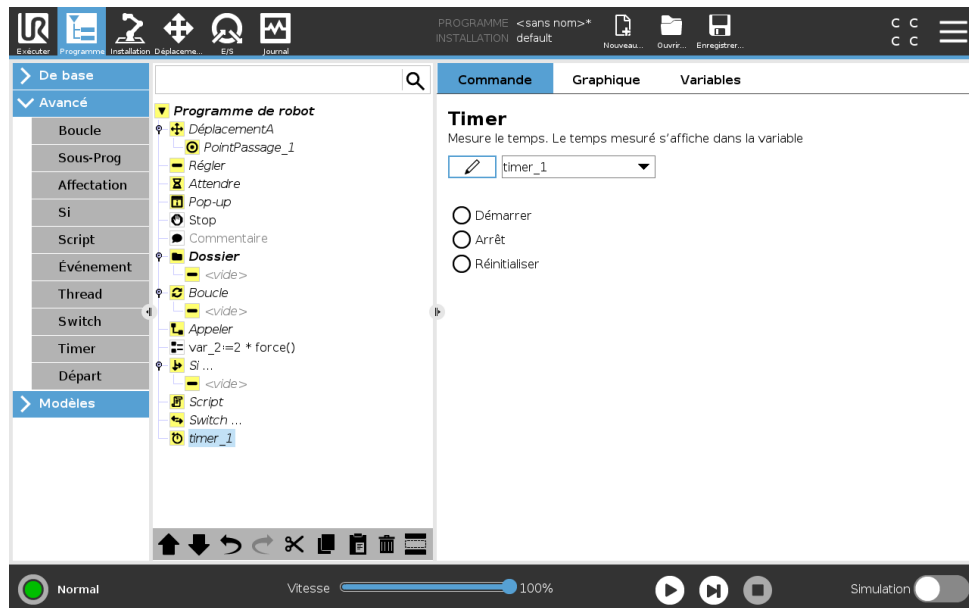 PROGRAMME <sans nom>*
INSTALLATION default
Exécuter
Programme
Installation
Déplaceme...
E/S
Journal
Nouveau...
Ouvrir...
Enregistrer...
C C
C C
De base
Avancé
Boucle
Sous-Prog
Affectation
Si
Script
Événement
Thread
Switch
Timer
Départ
Modèles
Programme de robot
DéplacementA
PointPassage_1
Régler
Attendre
Pop-up
Stop
Commentaire
Dossier
<vide>
Boucle
<vide>
Appeler
var_2:=2 * force()
Si ...
<vide>
Script
Switch ...
timer_1
Commande
Graphique
Variables
Timer
Mesure le temps. Le temps mesuré s’affiche dans la variable
timer_1
Démarrer
Arrêt
Réinitialiser
Normal
Vitesse
100%
Simulation